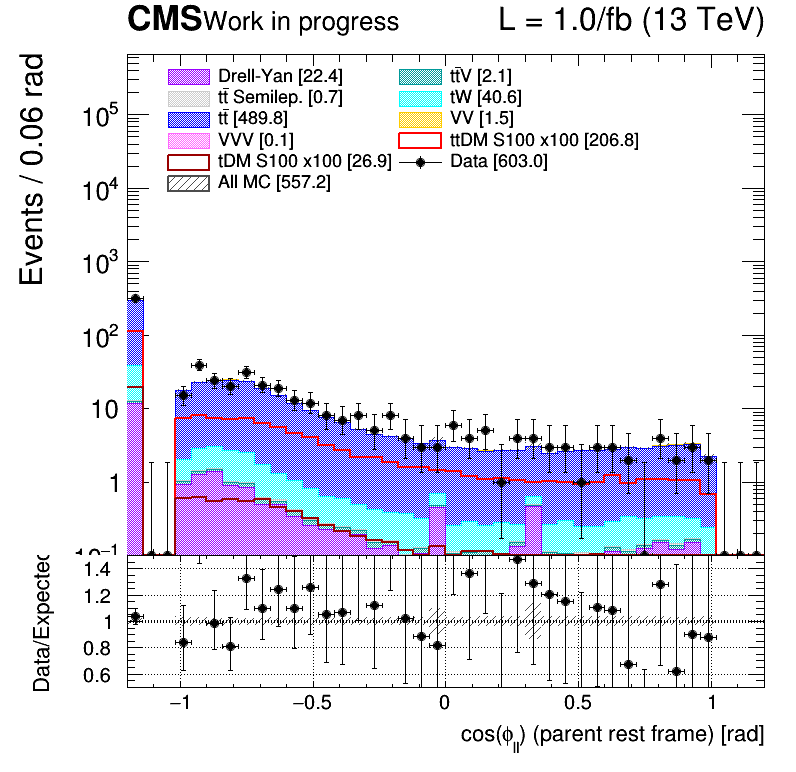 CMS Work in progress L = 1.0/fb (13 TeV)
Events / 0.06 rad
Drell-Yan [22.4] tt̄V [2.1]
tt̄ Semilep. [0.7] tW [40.6]
tt̄ [489.8] VV [1.5]
VVV [0.1] ttDM S100 x100 [206.8]
tDM S100 x100 [26.9] Data [603.0]
All MC [557.2]
10⁵
10⁴
10³
10²
10
1
10⁻¹
Data/Expected
1.4
1.2
1
0.8
0.6
−1 −0.5 0 0.5 1
cos(ϕ_ll) (parent rest frame) [rad]